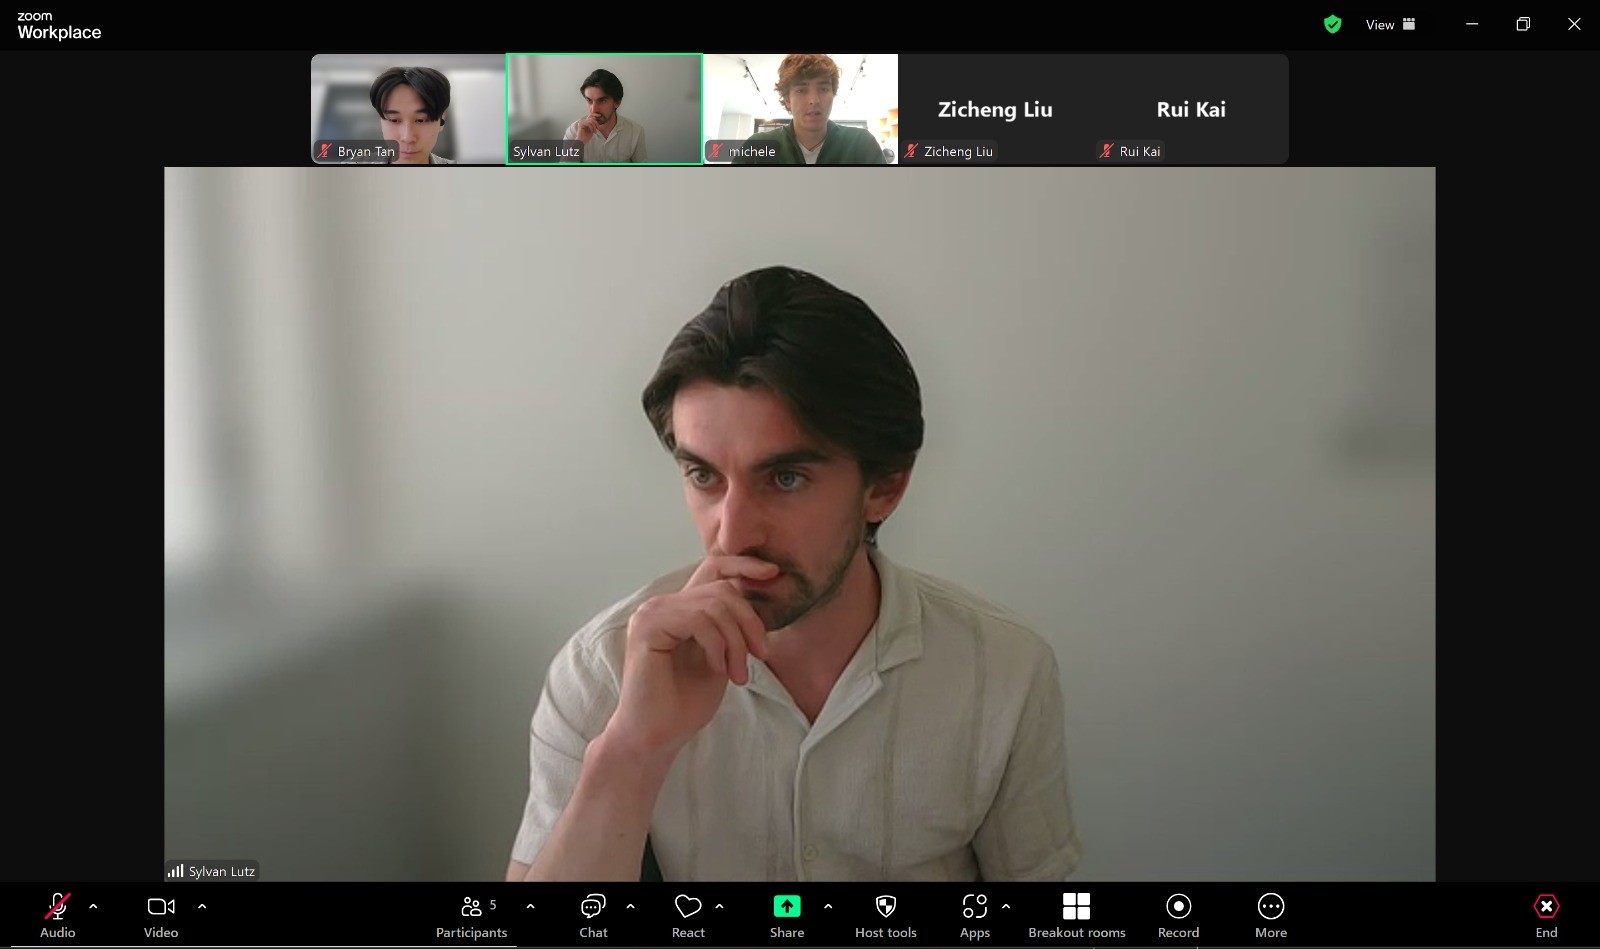 zoom
Workplace
View
Zicheng Liu
Rui Kai
Bryan Tan
Sylvan Lutz
michele
Zicheng Liu
Rui Kai
Sylvan Lutz
5
Audio
Video
Participants
Chat
React
Share
Host tools
Apps
Breakout rooms
Record
More
End